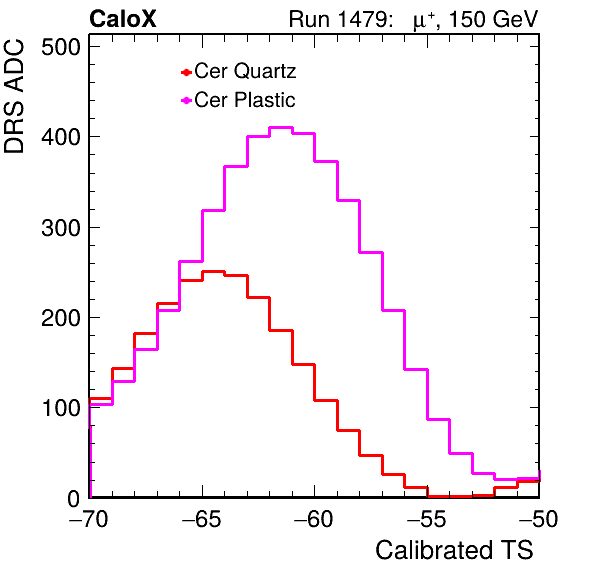 CaloX Run 1479: μ+, 150 GeV
DRS ADC
500
400
300
200
100
0
Cer Quartz
Cer Plastic
−70 −65 −60 −55 −50
Calibrated TS